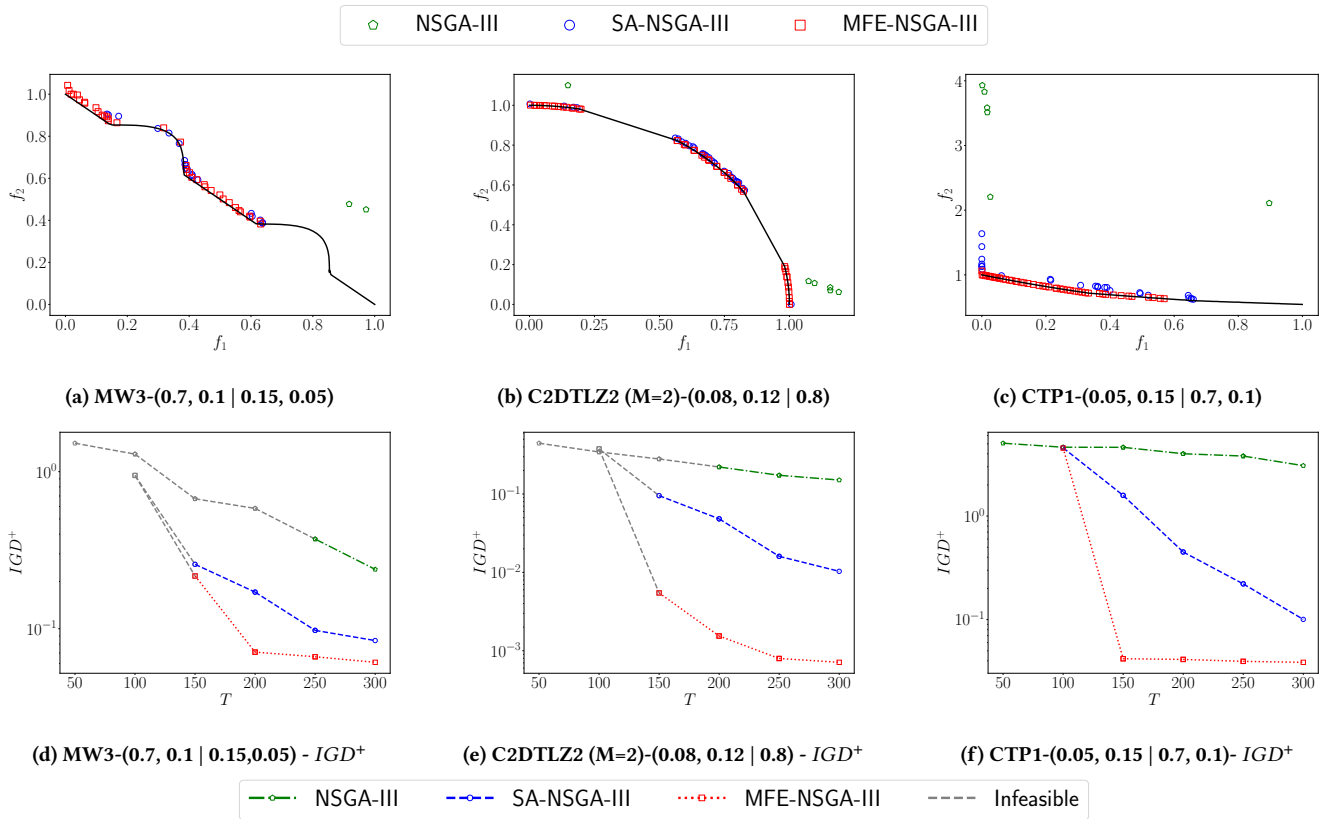 NSGA-III SA-NSGA-III MFE-NSGA-III
1.0
0.8
0.6
0.4
0.2
0.0
f₂
0.0 0.2 0.4 0.6 0.8 1.0
f₁
1.0
0.8
0.6
0.4
0.2
0.0
f₂
0.00 0.25 0.50 0.75 1.00
f₁
4
3
2
1
f₂
0.0 0.2 0.4 0.6 0.8 1.0
f₁
(a) MW3-(0.7, 0.1 | 0.15, 0.05)
(b) C2DTLZ2 (M=2)-(0.08, 0.12 | 0.8)
(c) CTP1-(0.05, 0.15 | 0.7, 0.1)
10⁰
10⁻¹
IGD⁺
50 100 150 200 250 300
T
10⁻¹
10⁻²
10⁻³
IGD⁺
50 100 150 200 250 300
T
10⁰
10⁻¹
IGD⁺
50 100 150 200 250 300
T
(d) MW3-(0.7, 0.1 | 0.15,0.05) - IGD⁺
(e) C2DTLZ2 (M=2)-(0.08, 0.12 | 0.8) - IGD⁺
(f) CTP1-(0.05, 0.15 | 0.7, 0.1)- IGD⁺
NSGA-III SA-NSGA-III MFE-NSGA-III Infeasible